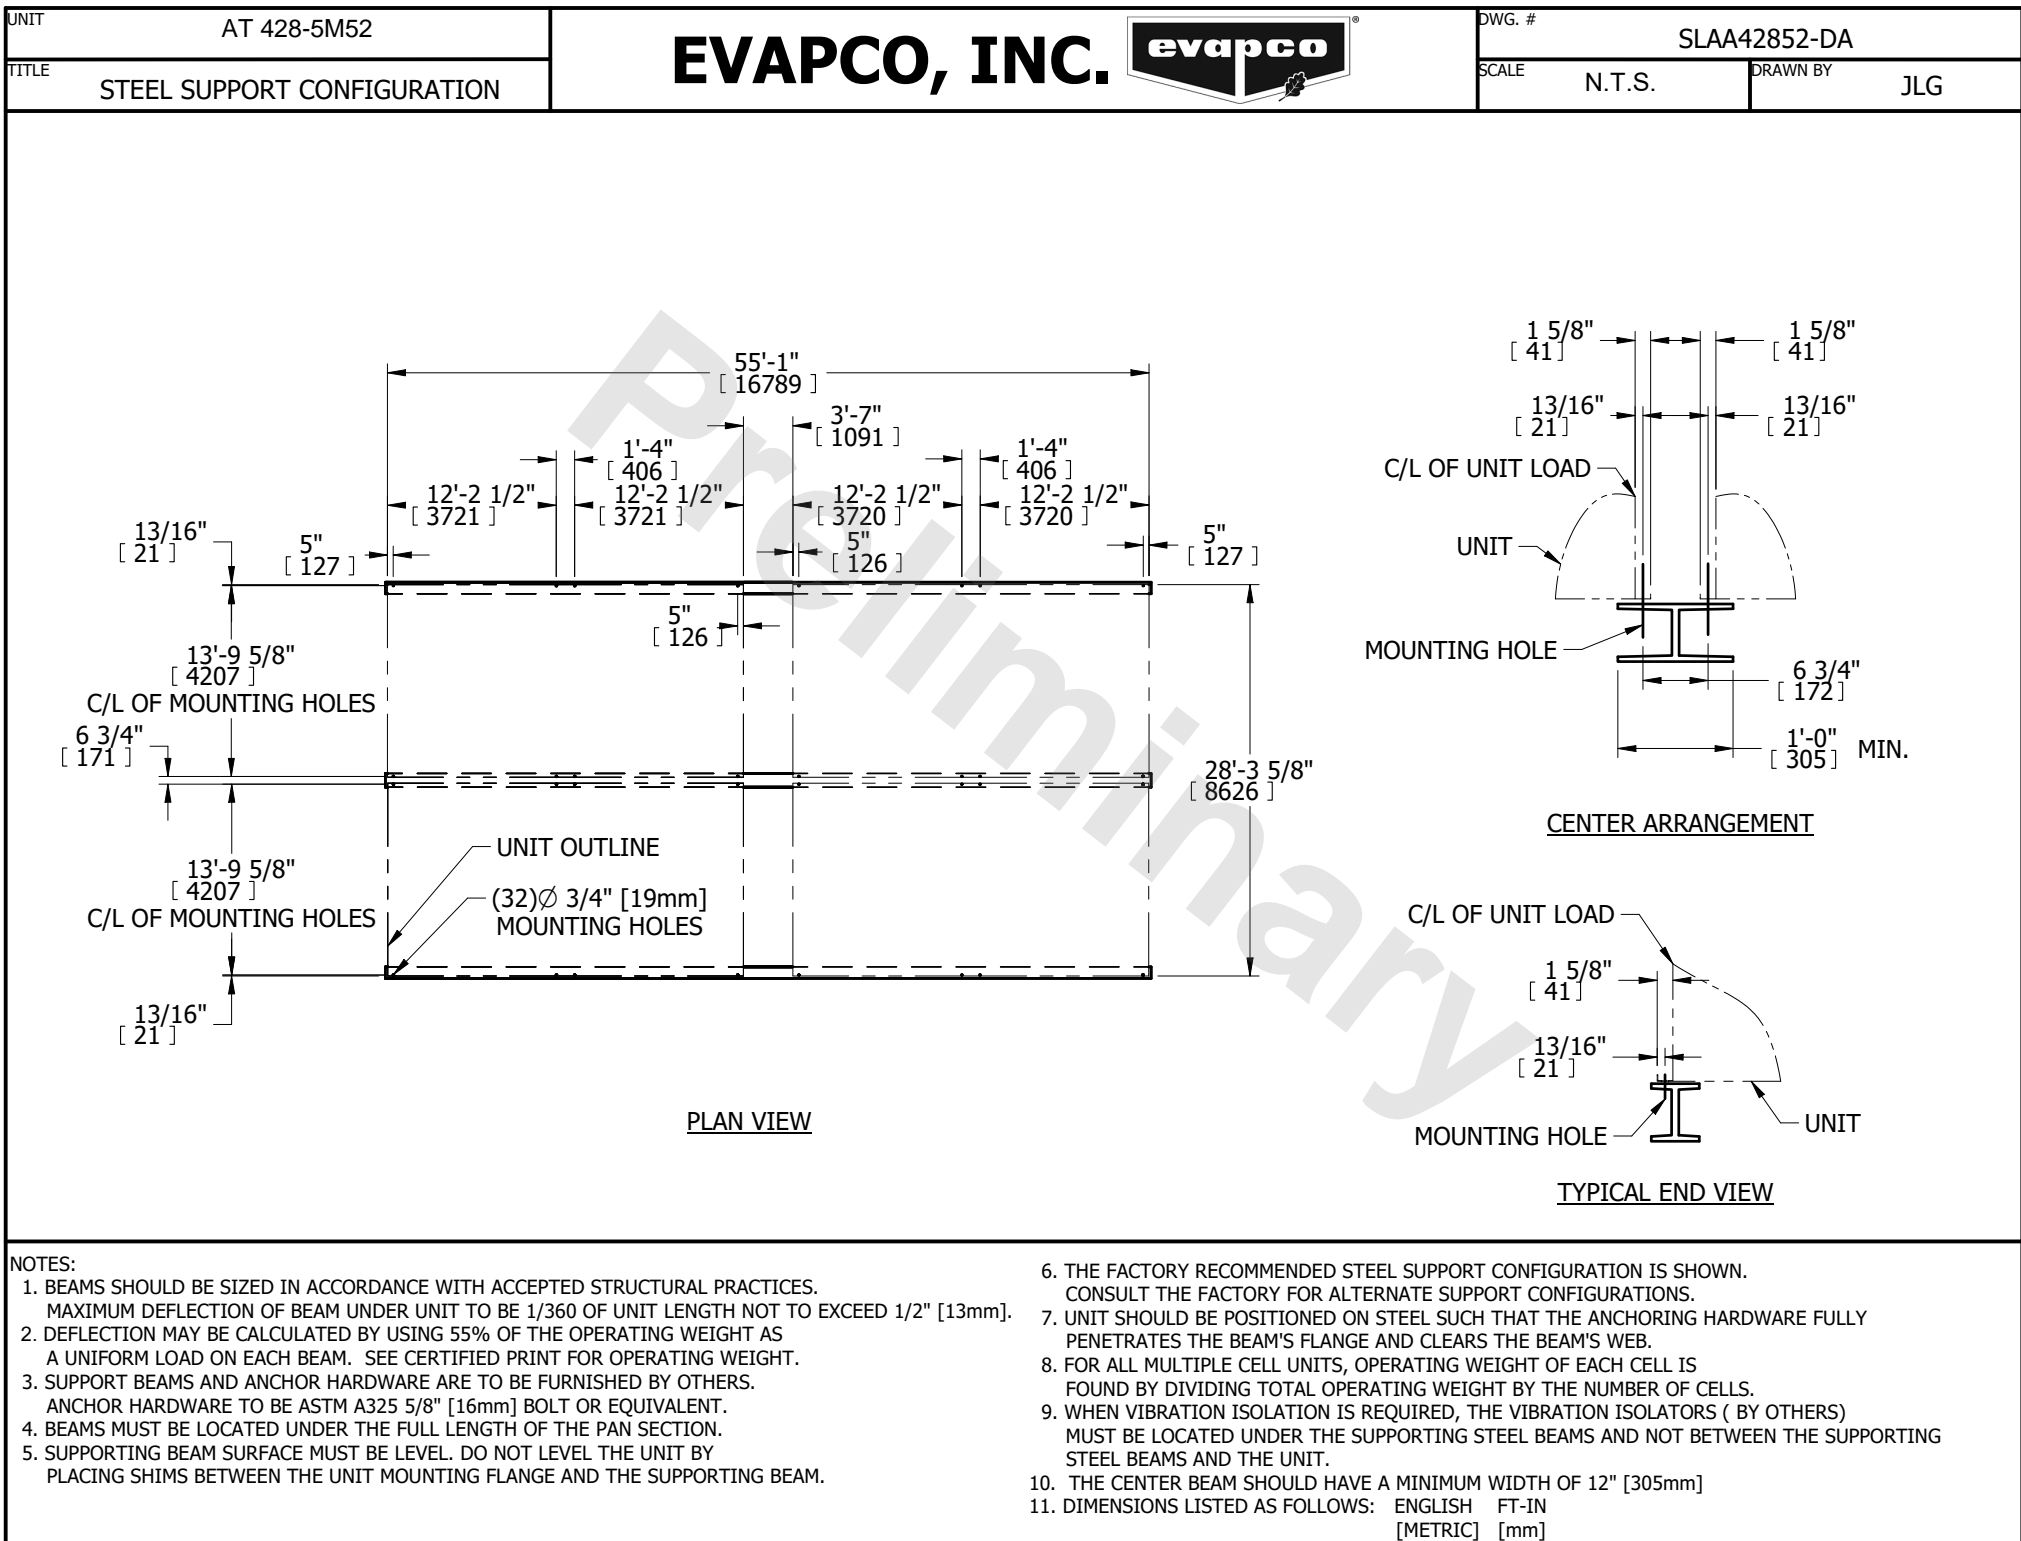 UNIT
AT 428-5M52
TITLE
STEEL SUPPORT CONFIGURATION
EVAPCO, INC.
evapco
®
DWG. #
SLAA42852-DA
SCALE
N.T.S.
DRAWN BY
JLG
Preliminary
55'-1"
[ 16789 ]
3'-7"
[ 1091 ]
1'-4"
[ 406 ]
1'-4"
[ 406 ]
12'-2 1/2"
[ 3721 ]
12'-2 1/2"
[ 3721 ]
12'-2 1/2"
[ 3720 ]
12'-2 1/2"
[ 3720 ]
13/16"
[ 21 ]
5"
[ 127 ]
5"
[ 126 ]
5"
[ 127 ]
5"
[ 126 ]
13'-9 5/8"
[ 4207 ]
C/L OF MOUNTING HOLES
6 3/4"
[ 171 ]
28'-3 5/8"
[ 8626 ]
UNIT OUTLINE
13'-9 5/8"
[ 4207 ]
C/L OF MOUNTING HOLES
(32)∅ 3/4" [19mm]
MOUNTING HOLES
13/16"
[ 21 ]
PLAN VIEW
1 5/8"
[ 41 ]
1 5/8"
[ 41 ]
13/16"
[ 21 ]
13/16"
[ 21 ]
C/L OF UNIT LOAD
UNIT
MOUNTING HOLE
6 3/4"
[ 172 ]
1'-0"
[ 305 ] MIN.
CENTER ARRANGEMENT
C/L OF UNIT LOAD
1 5/8"
[ 41 ]
13/16"
[ 21 ]
UNIT
MOUNTING HOLE
TYPICAL END VIEW
NOTES:
1. BEAMS SHOULD BE SIZED IN ACCORDANCE WITH ACCEPTED STRUCTURAL PRACTICES.
MAXIMUM DEFLECTION OF BEAM UNDER UNIT TO BE 1/360 OF UNIT LENGTH NOT TO EXCEED 1/2" [13mm].
2. DEFLECTION MAY BE CALCULATED BY USING 55% OF THE OPERATING WEIGHT AS
A UNIFORM LOAD ON EACH BEAM. SEE CERTIFIED PRINT FOR OPERATING WEIGHT.
3. SUPPORT BEAMS AND ANCHOR HARDWARE ARE TO BE FURNISHED BY OTHERS.
ANCHOR HARDWARE TO BE ASTM A325 5/8" [16mm] BOLT OR EQUIVALENT.
4. BEAMS MUST BE LOCATED UNDER THE FULL LENGTH OF THE PAN SECTION.
5. SUPPORTING BEAM SURFACE MUST BE LEVEL. DO NOT LEVEL THE UNIT BY
PLACING SHIMS BETWEEN THE UNIT MOUNTING FLANGE AND THE SUPPORTING BEAM.
6. THE FACTORY RECOMMENDED STEEL SUPPORT CONFIGURATION IS SHOWN.
CONSULT THE FACTORY FOR ALTERNATE SUPPORT CONFIGURATIONS.
7. UNIT SHOULD BE POSITIONED ON STEEL SUCH THAT THE ANCHORING HARDWARE FULLY
PENETRATES THE BEAM'S FLANGE AND CLEARS THE BEAM'S WEB.
8. FOR ALL MULTIPLE CELL UNITS, OPERATING WEIGHT OF EACH CELL IS
FOUND BY DIVIDING TOTAL OPERATING WEIGHT BY THE NUMBER OF CELLS.
9. WHEN VIBRATION ISOLATION IS REQUIRED, THE VIBRATION ISOLATORS ( BY OTHERS)
MUST BE LOCATED UNDER THE SUPPORTING STEEL BEAMS AND NOT BETWEEN THE SUPPORTING
STEEL BEAMS AND THE UNIT.
10. THE CENTER BEAM SHOULD HAVE A MINIMUM WIDTH OF 12" [305mm]
11. DIMENSIONS LISTED AS FOLLOWS: ENGLISH FT-IN
[METRIC] [mm]